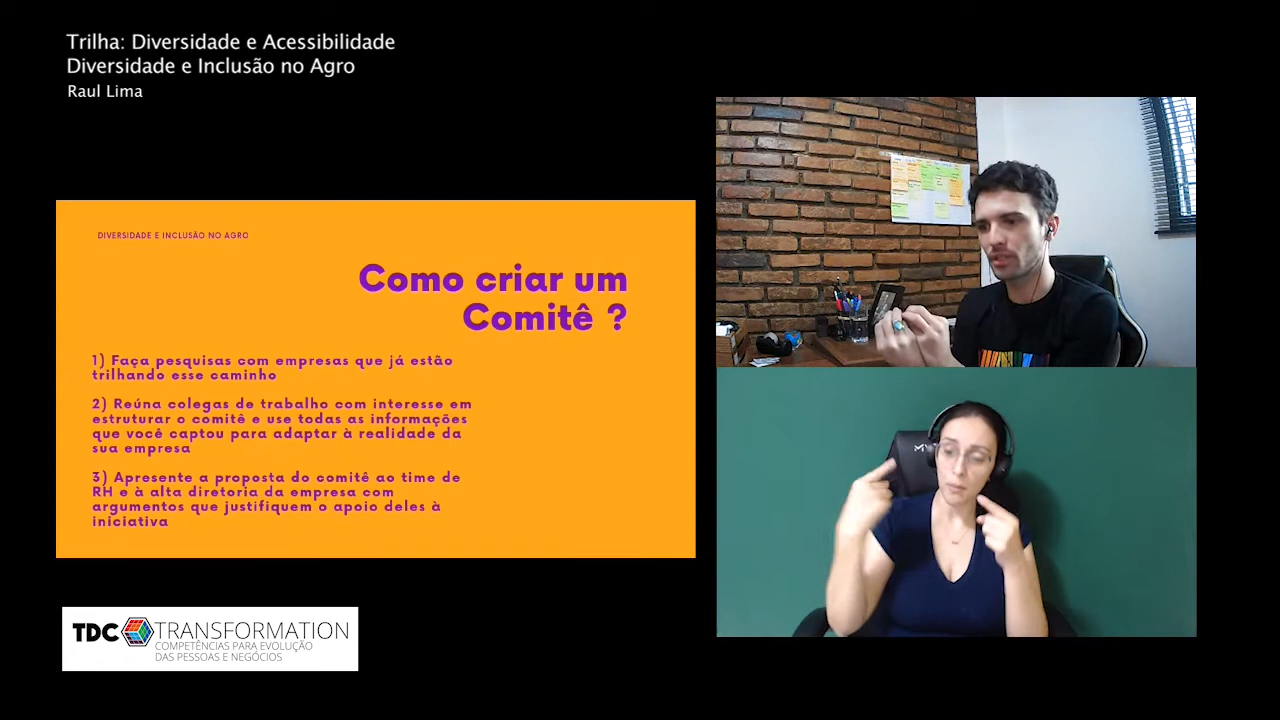 Trilha: Diversidade e Acessibilidade
Diversidade e Inclusão no Agro
Raul Lima
DIVERSIDADE E INCLUSÃO NO AGRO
Como criar um
Comitê ?
1) Faça pesquisas com empresas que já estão
trilhando esse caminho
2) Reúna colegas de trabalho com interesse em
estruturar o comitê e use todas as informações
que você captou para adaptar à realidade da
sua empresa
3) Apresente a proposta do comitê ao time de
RH e à alta diretoria da empresa com
argumentos que justifiquem o apoio deles à
iniciativa
TDC TRANSFORMATION
COMPETÊNCIAS PARA EVOLUÇÃO
DAS PESSOAS E NEGÓCIOS